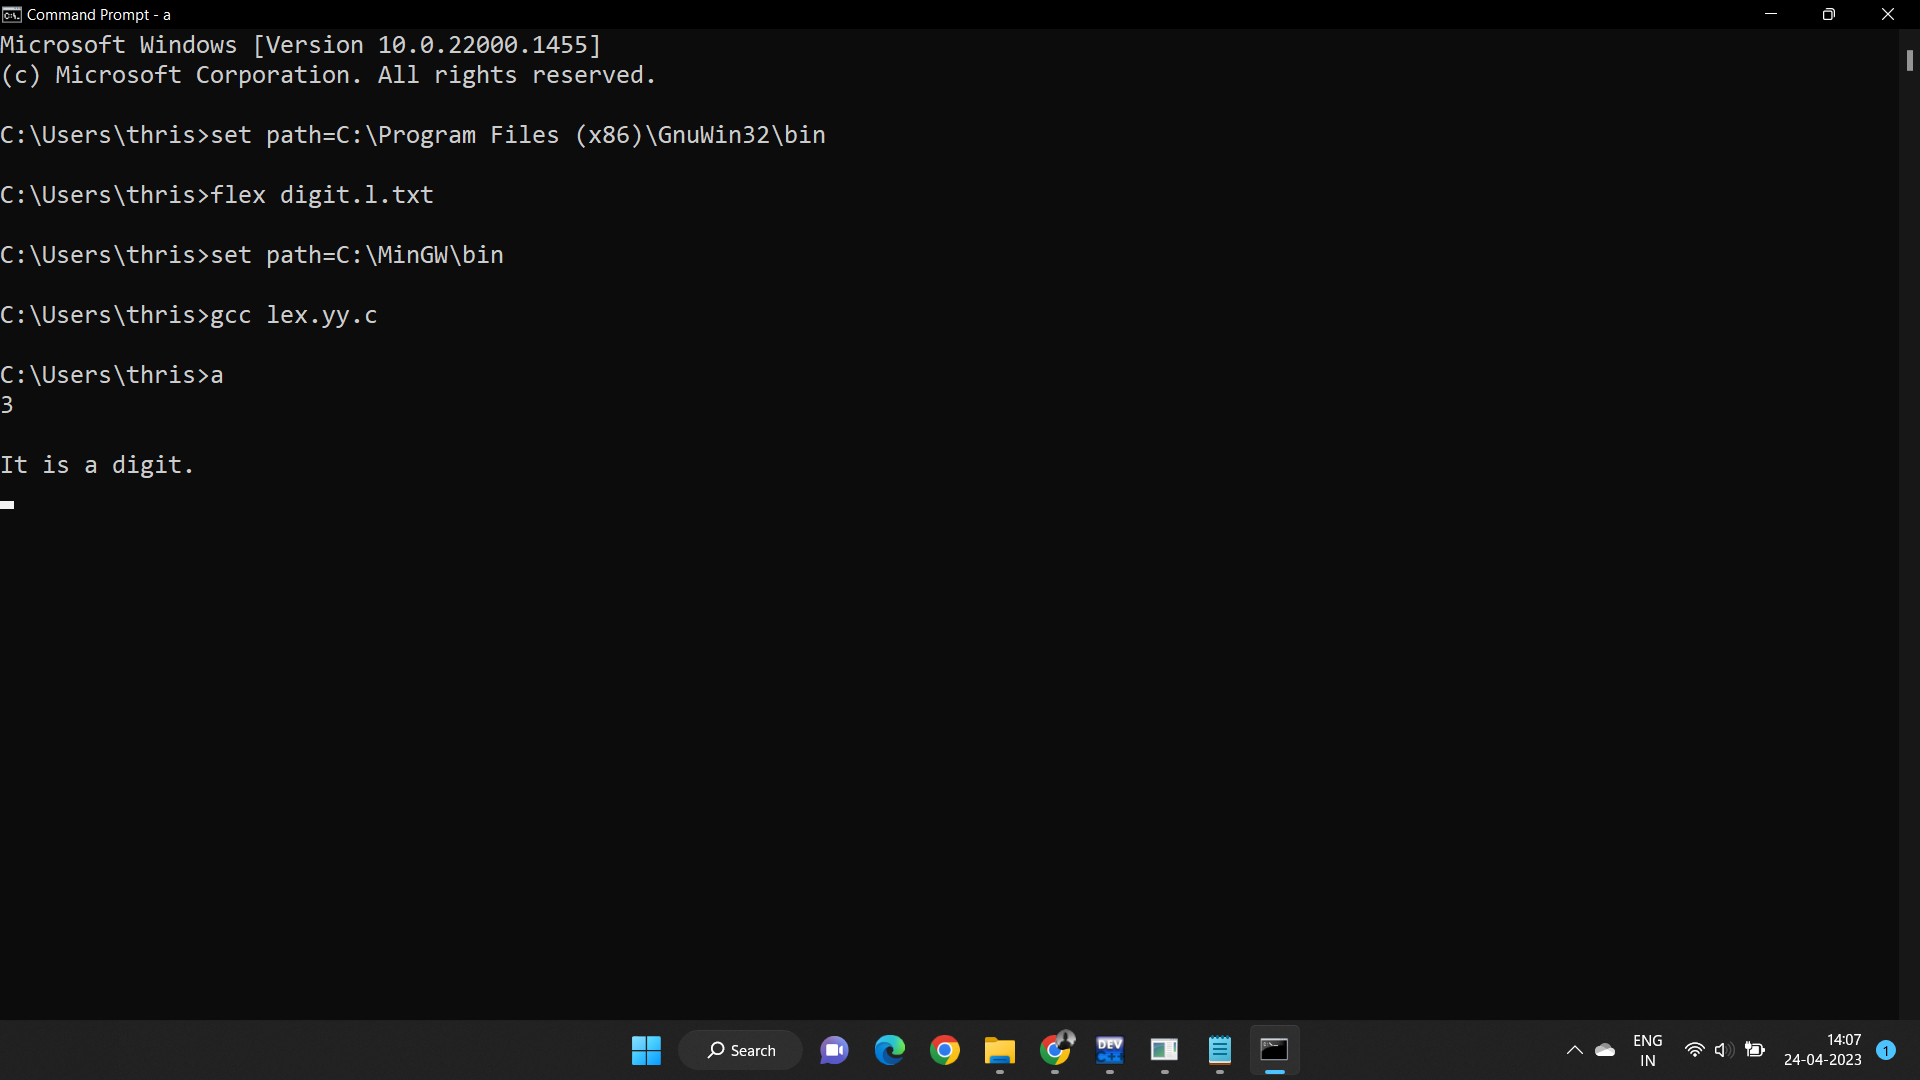 Command Prompt - a
Microsoft Windows [Version 10.0.22000.1455]
(c) Microsoft Corporation. All rights reserved.
C:\Users\thris>set path=C:\Program Files (x86)\GnuWin32\bin
C:\Users\thris>flex digit.l.txt
C:\Users\thris>set path=C:\MinGW\bin
C:\Users\thris>gcc lex.yy.c
C:\Users\thris>a
3
It is a digit.
Search
DEV
C++
ENG
IN
14:07
24-04-2023
1